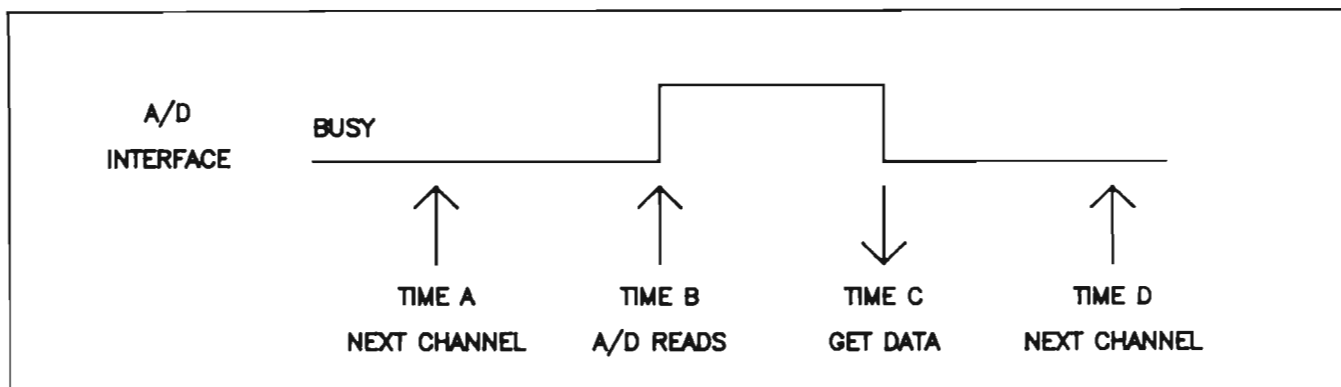 A/D
INTERFACE
BUSY
TIME A
NEXT CHANNEL
TIME B
A/D READS
TIME C
GET DATA
TIME D
NEXT CHANNEL